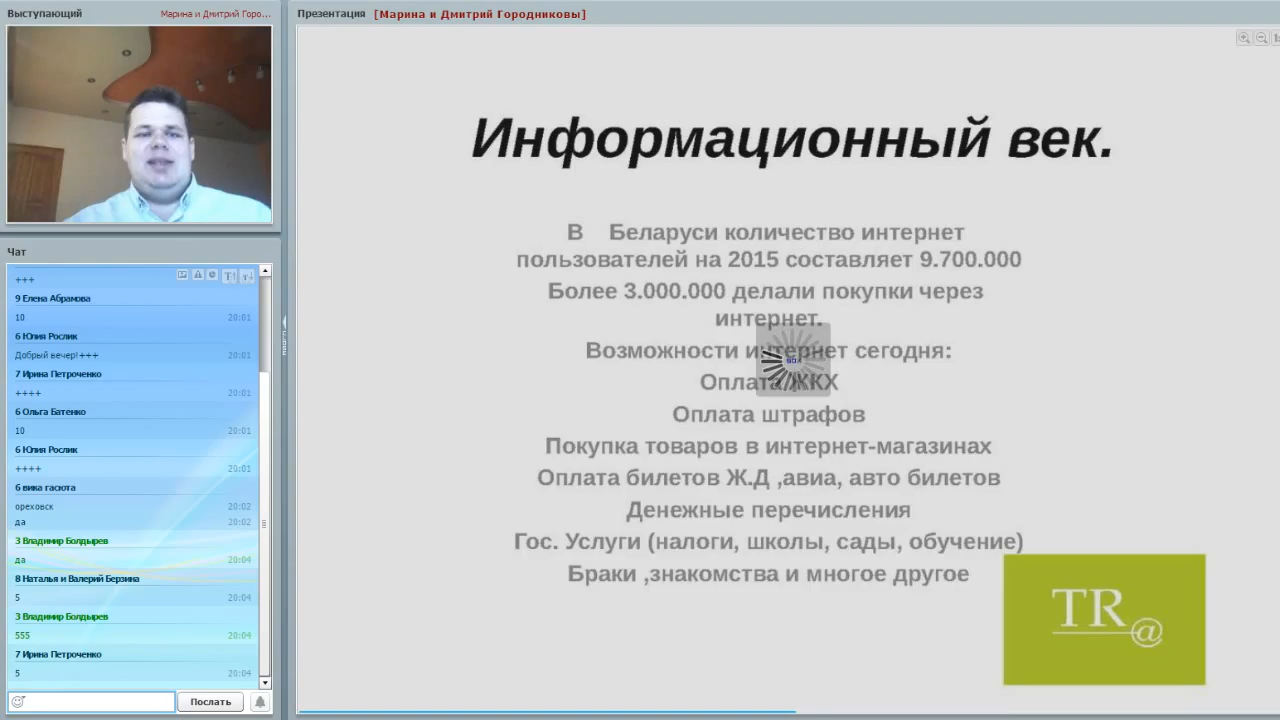 Выступающий
Марина и Дмитрий Горо...
Чат
+++
9 Елена Абрамова
10 20:01
6 Юлия Рослик
Добрый вечер!+++ 20:01
7 Ирина Петроченко
++++ 20:01
6 Ольга Батенко
10 20:01
6 Юлия Рослик
++++ 20:01
6 вика гасюта
ореховск 20:02
да 20:02
3 Владимир Болдырев
да 20:04
8 Наталья и Валерий Берзина
5 20:04
3 Владимир Болдырев
555 20:04
7 Ирина Петроченко
5 20:04
Послать
Презентация [Марина и Дмитрий Городниковы]
Информационный век.
В Беларуси количество интернет
пользователей на 2015 составляет 9.700.000
Более 3.000.000 делали покупки через
интернет.
Возможности интернет сегодня:
Оплата ЖКХ
Оплата штрафов
Покупка товаров в интернет-магазинах
Оплата билетов Ж.Д ,авиа, авто билетов
Денежные перечисления
Гос. Услуги (налоги, школы, сады, обучение)
Браки ,знакомства и многое другое
TR@